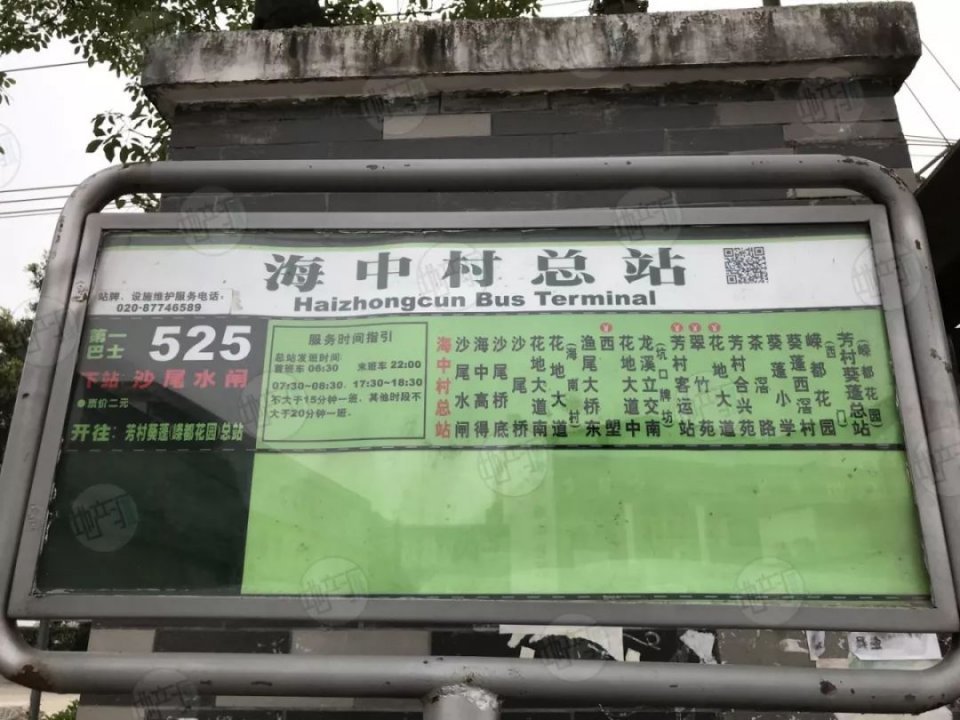 海中村总站
Haizhongcun Bus Terminal
站牌、设施维护服务电话：
020-87746589
第一
巴士
525
下站 沙尾水闸
●票价二元
开往：芳村葵蓬(嵘都花园)总站
服务时间指引
总站发班时间:
首班车 06:30 末班车 22:00
07:30~08:30, 17:30~18:30
不大于15分钟一班, 其他时段不
大于20分钟一班.
海中村总站
沙尾水闸
海中高得
沙尾底
沙尾桥
花地大道南
花地大道(海南村)
渔尾大桥东
¥
西塱
花地大道中
龙溪立交南(坑口牌坊)
¥
芳村客运站
¥
翠竹苑
¥
花地大道
芳村合兴苑
茶滘路
葵蓬小学
葵蓬西滘村
嵘都花园(西门)
芳村葵蓬总站(嵘都花园)